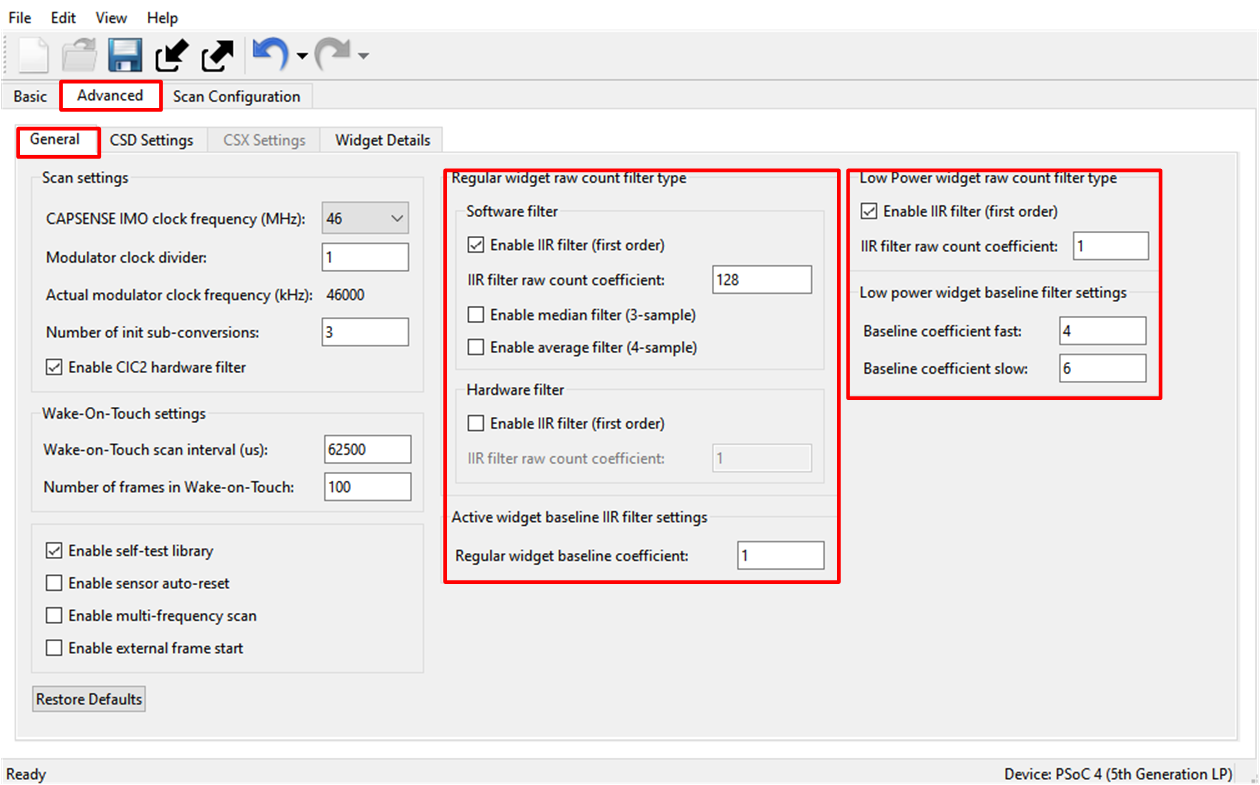 File Edit View Help
Basic Advanced Scan Configuration
General CSD Settings CSX Settings Widget Details
Scan settings
CAPSENSE IMO clock frequency (MHz): 46
Modulator clock divider: 1
Actual modulator clock frequency (kHz): 46000
Number of init sub-conversions: 3
Enable CIC2 hardware filter
Wake-On-Touch settings
Wake-on-Touch scan interval (us): 62500
Number of frames in Wake-on-Touch: 100
Enable self-test library
Enable sensor auto-reset
Enable multi-frequency scan
Enable external frame start
Restore Defaults
Regular widget raw count filter type
Software filter
Enable IIR filter (first order)
IIR filter raw count coefficient: 128
Enable median filter (3-sample)
Enable average filter (4-sample)
Hardware filter
Enable IIR filter (first order)
IIR filter raw count coefficient: 1
Active widget baseline IIR filter settings
Regular widget baseline coefficient: 1
Low Power widget raw count filter type
Enable IIR filter (first order)
IIR filter raw count coefficient: 1
Low power widget baseline filter settings
Baseline coefficient fast: 4
Baseline coefficient slow: 6
Ready Device: PSoC 4 (5th Generation LP)